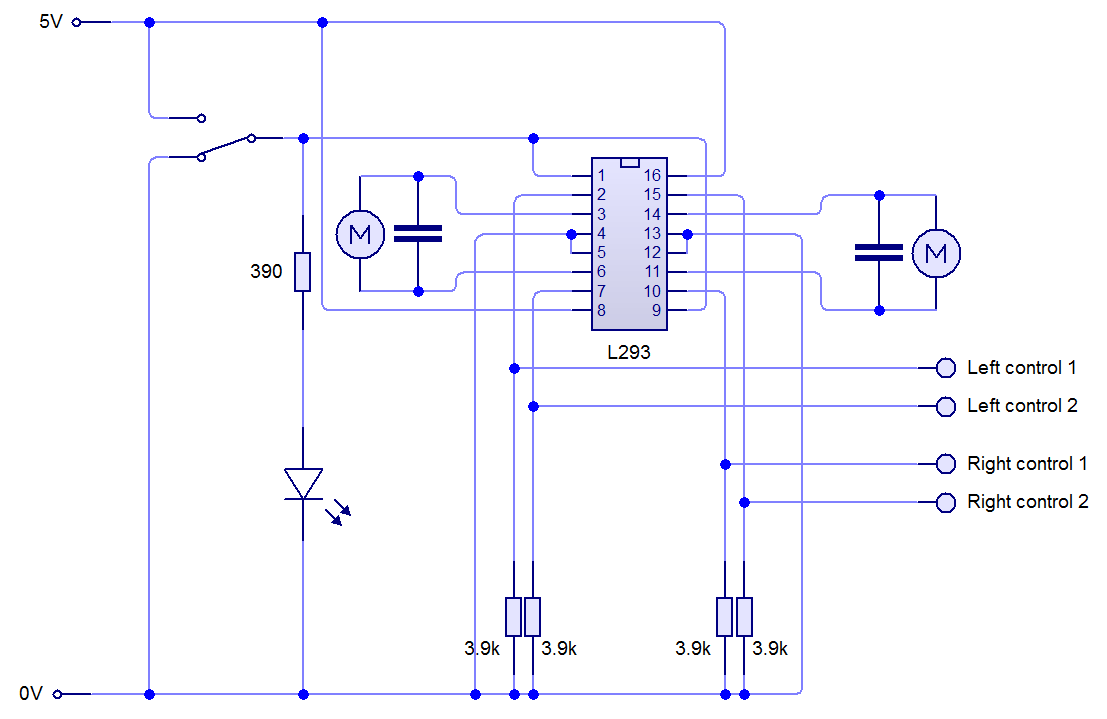 5V
1 16
2 15
M 3 14
4 13 M
390 5 12
6 11
7 10
8 9
L293
Left control 1
Left control 2
Right control 1
Right control 2
3.9k 3.9k 3.9k 3.9k
0V